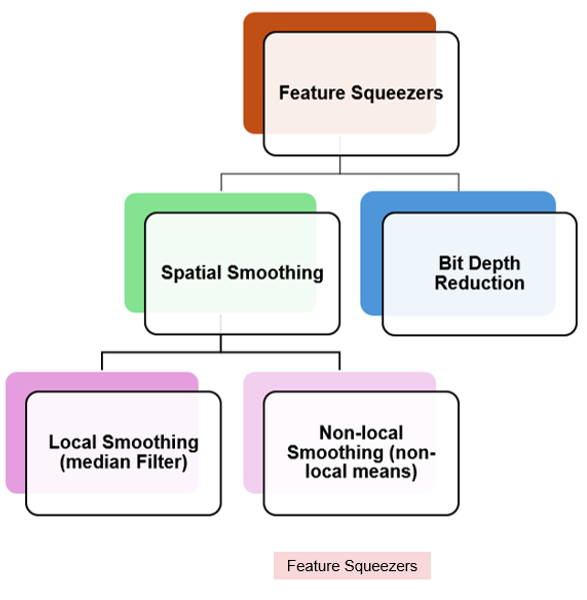 Feature Squeezers
Spatial Smoothing
Bit Depth
Reduction
Local Smoothing
(median Filter)
Non-local
Smoothing (non-
local means)
Feature Squeezers